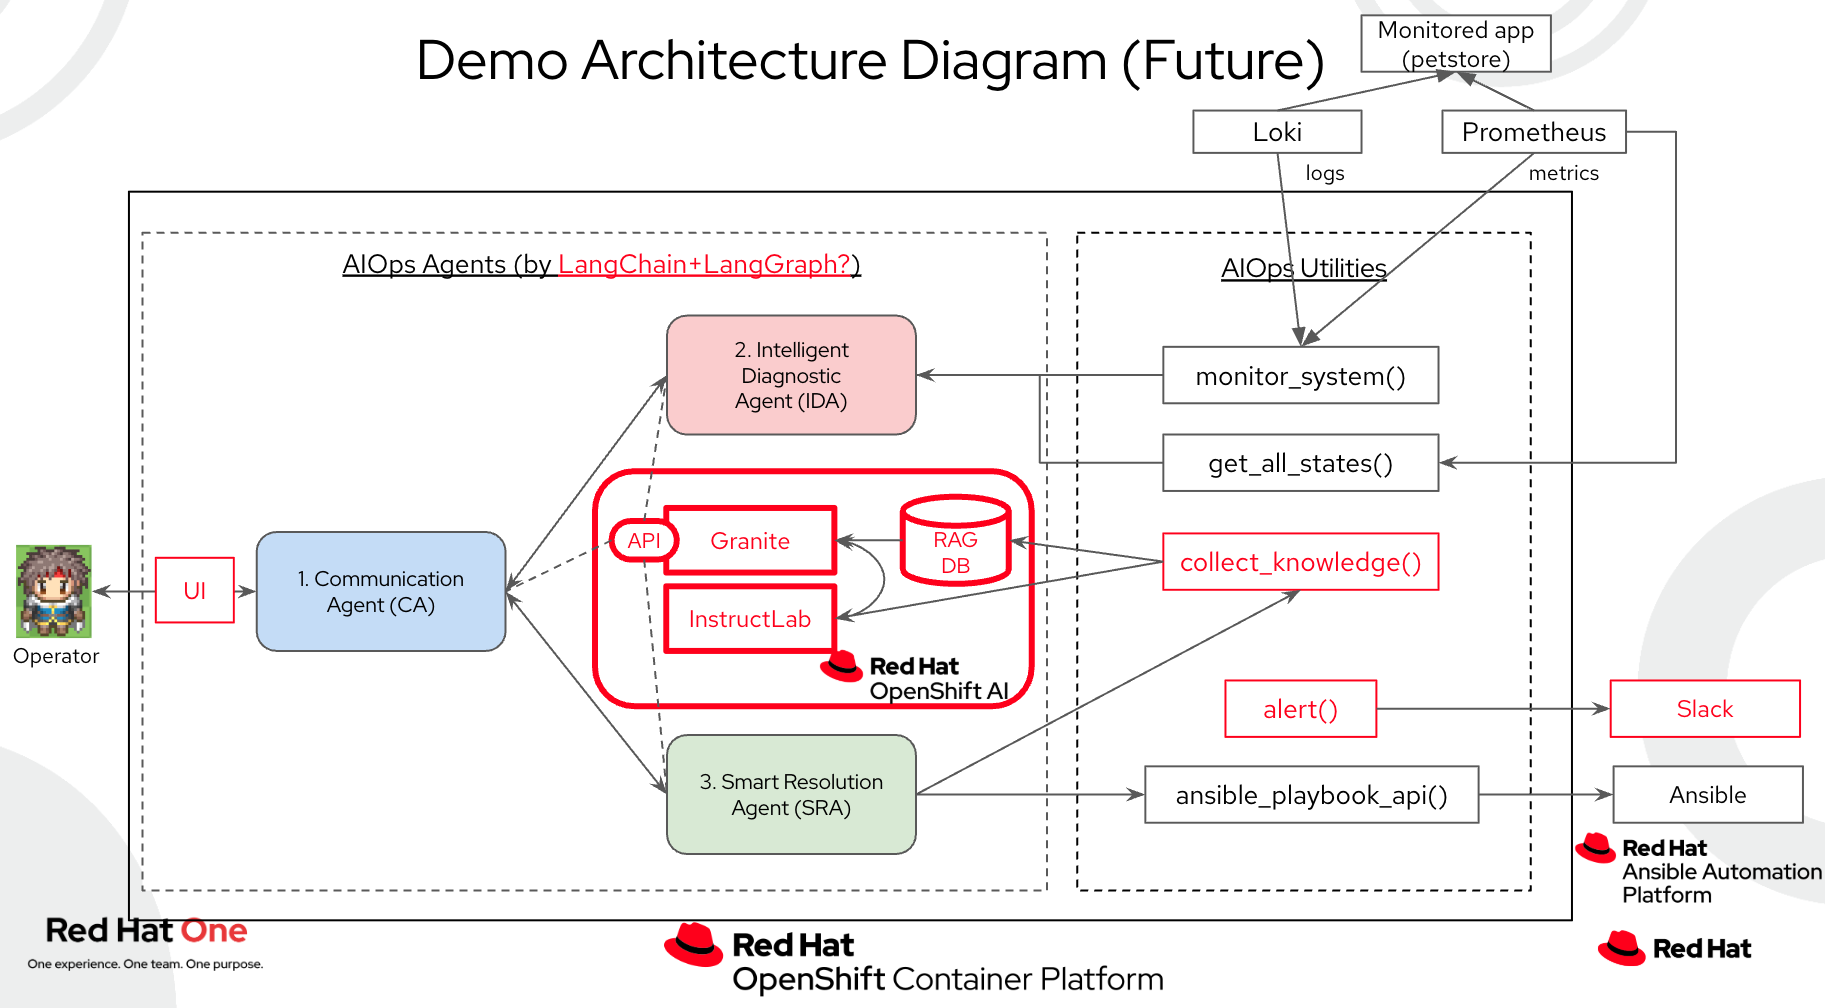 Demo Architecture Diagram (Future)
Monitored app
(petstore)
Loki
Prometheus
logs
metrics
AIOps Agents (by LangChain+LangGraph?)
AIOps Utilities
2. Intelligent
Diagnostic
Agent (IDA)
monitor_system()
get_all_states()
API
Granite
RAG
DB
collect_knowledge()
UI
1. Communication
Agent (CA)
InstructLab
Operator
Red Hat
OpenShift AI
alert()
Slack
3. Smart Resolution
Agent (SRA)
ansible_playbook_api()
Ansible
Red Hat
Ansible Automation
Platform
Red Hat One
One experience. One team. One purpose.
Red Hat
OpenShift Container Platform
Red Hat